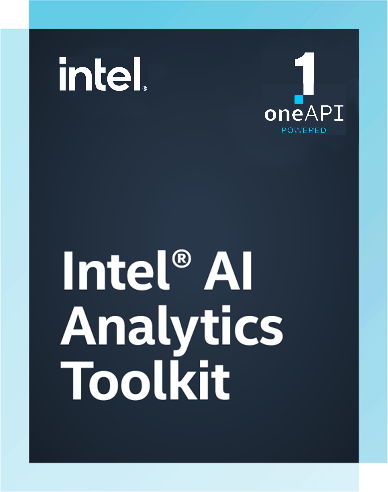 intel.
1
oneAPI
POWERED
Intel® AI
Analytics
Toolkit